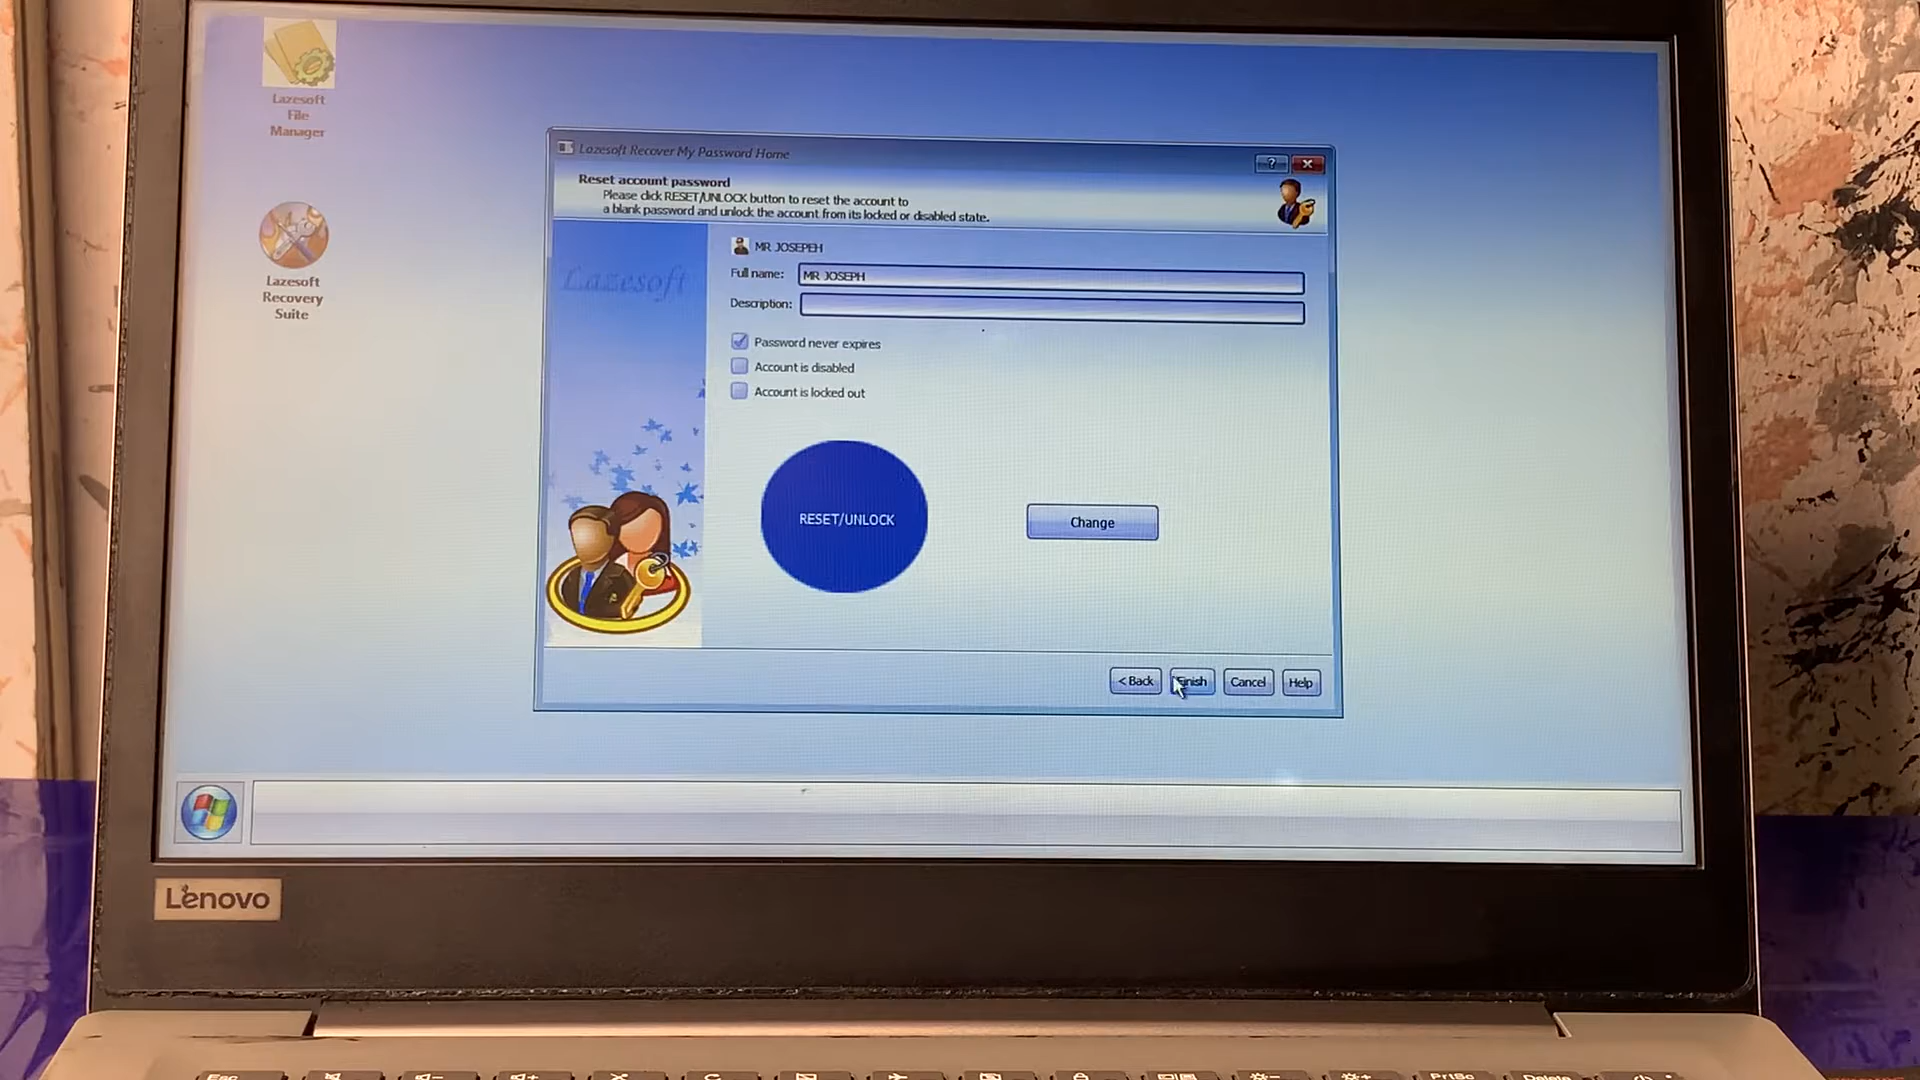 Lazesoft
File
Manager
Lazesoft
Recovery
Suite
Lazesoft Recover My Password Home
?
X
Reset account password
Please click RESET/UNLOCK button to reset the account to
a blank password and unlock the account from its locked or disabled state.
Lazesoft
MR JOSEPEH
Full name: MR JOSEPH
Description:
Password never expires
Account is disabled
Account is locked out
RESET/UNLOCK
Change
< Back
Finish
Cancel
Help
Lenovo
Esc
PrtSc
Delete